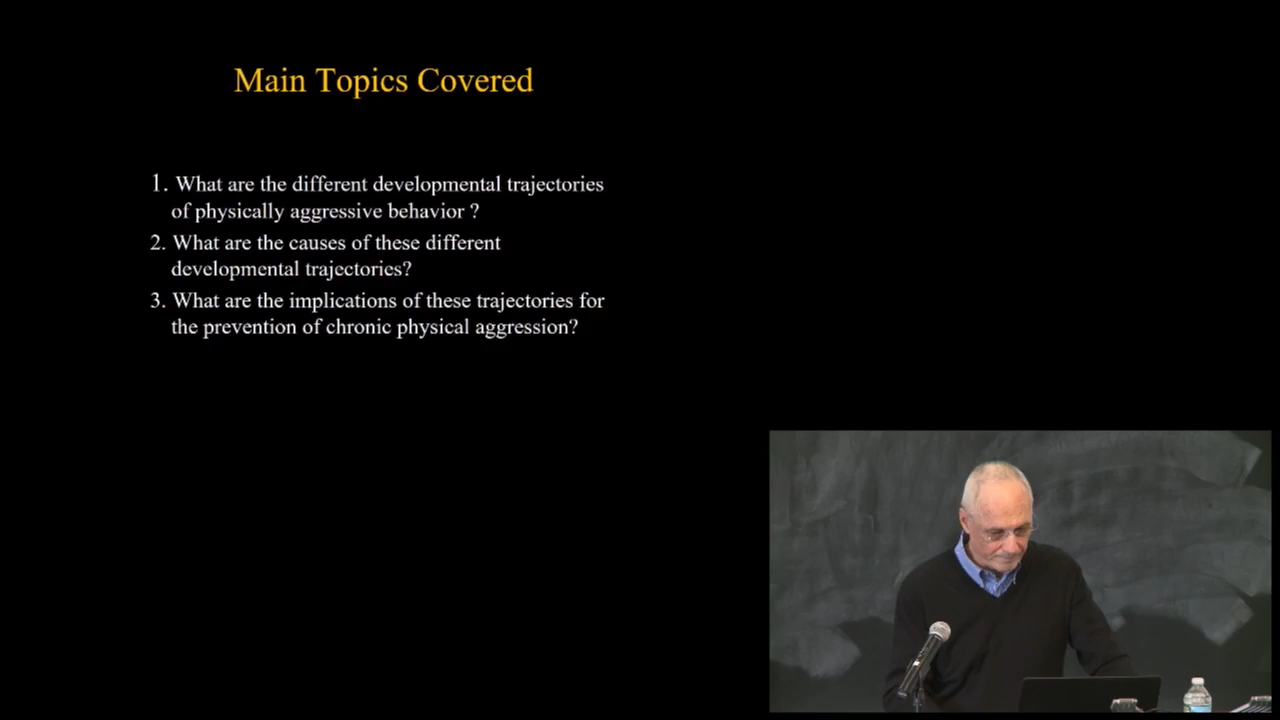 Main Topics Covered
1. What are the different developmental trajectories
of physically aggressive behavior ?
2. What are the causes of these different
developmental trajectories?
3. What are the implications of these trajectories for
the prevention of chronic physical aggression?